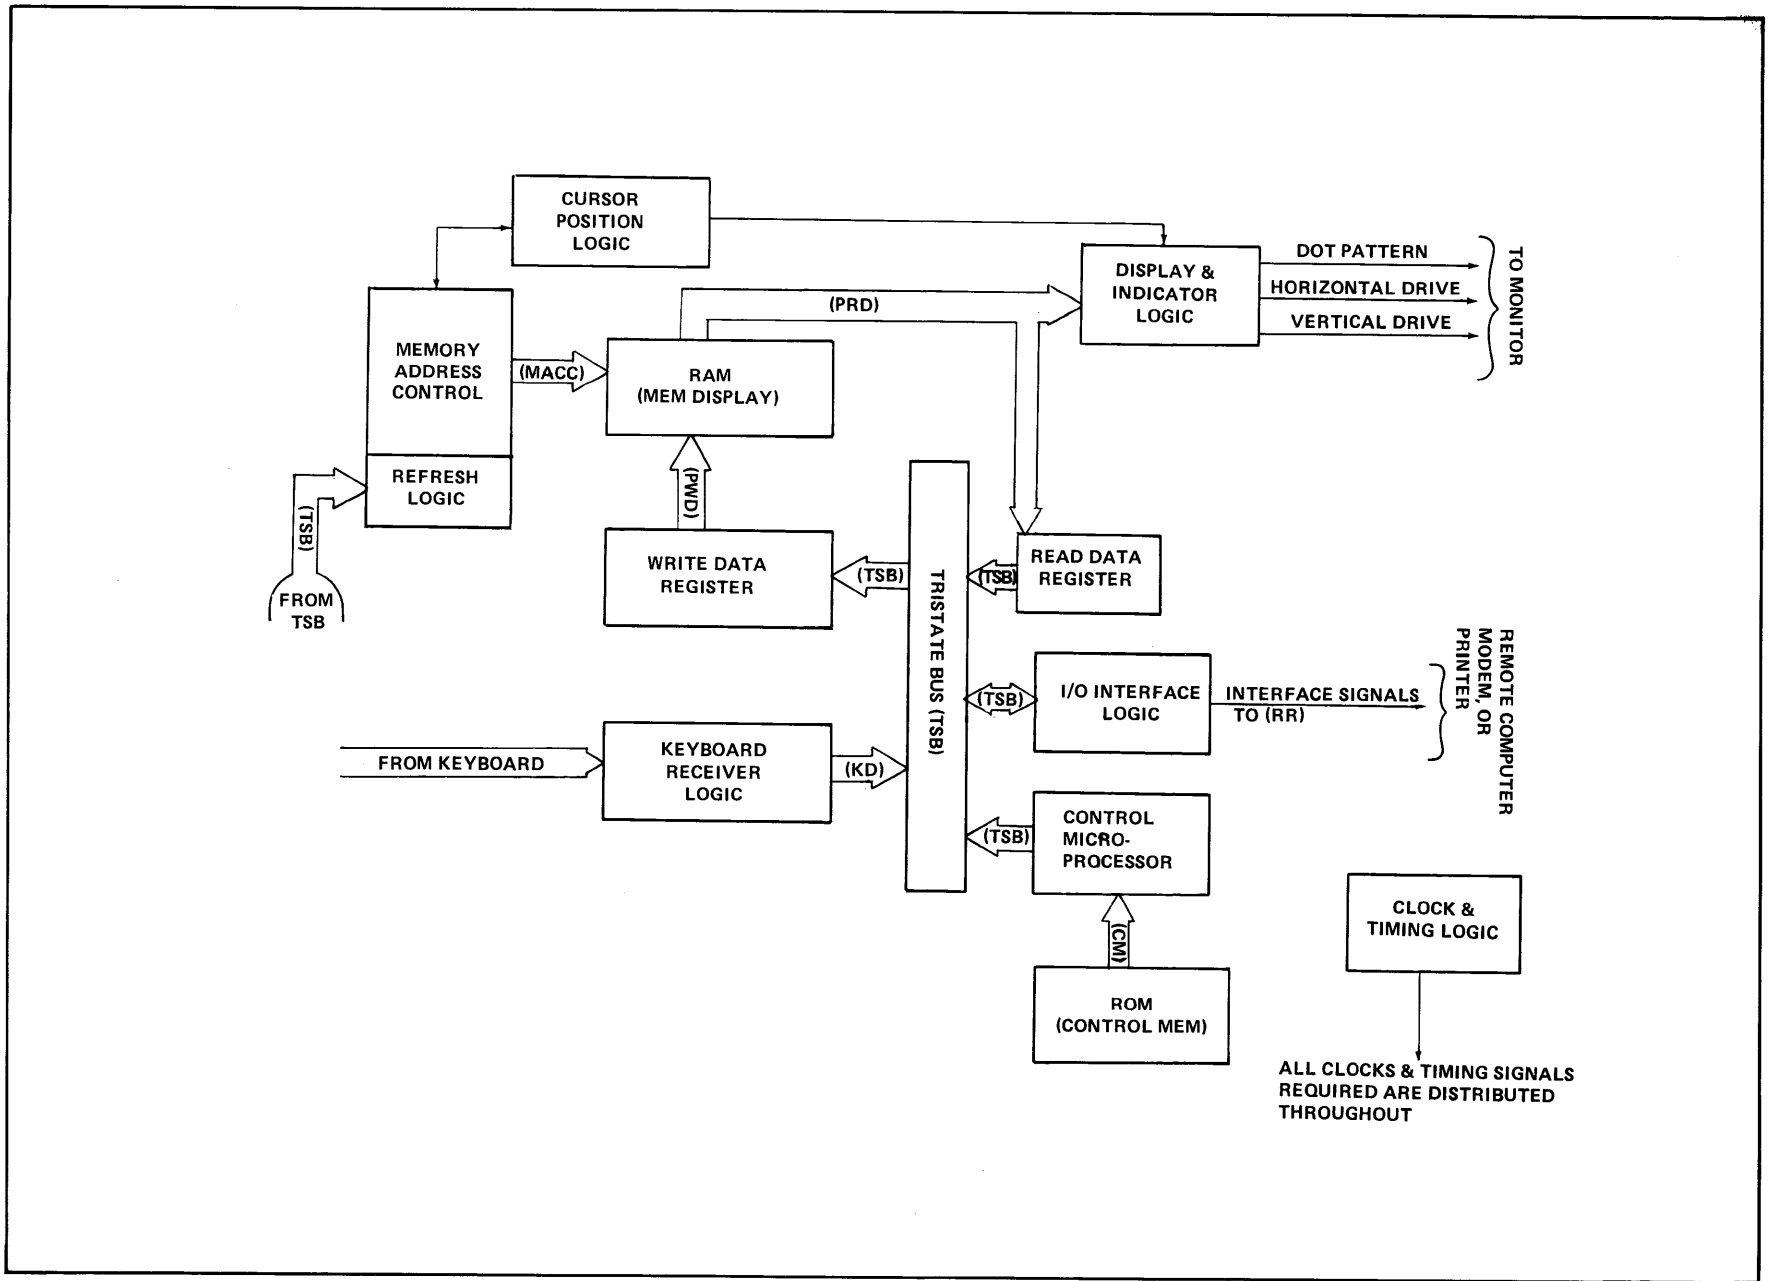 CURSOR
POSITION
LOGIC
DISPLAY &
INDICATOR
LOGIC
DOT PATTERN
HORIZONTAL DRIVE
VERTICAL DRIVE
TO MONITOR
(PRD)
MEMORY
ADDRESS
CONTROL
(MACC)
RAM
(MEM DISPLAY)
REFRESH
LOGIC
(TSB)
FROM
TSB
(PWD)
WRITE DATA
REGISTER
(TSB)
TRISTATE BUS (TSB)
(TSB)
READ DATA
REGISTER
(TSB)
I/O INTERFACE
LOGIC
INTERFACE SIGNALS
TO (RR)
REMOTE COMPUTER
MODEM, OR
PRINTER
FROM KEYBOARD
KEYBOARD
RECEIVER
LOGIC
(KD)
(TSB)
CONTROL
MICRO-
PROCESSOR
(CM)
ROM
(CONTROL MEM)
CLOCK &
TIMING LOGIC
ALL CLOCKS & TIMING SIGNALS
REQUIRED ARE DISTRIBUTED
THROUGHOUT